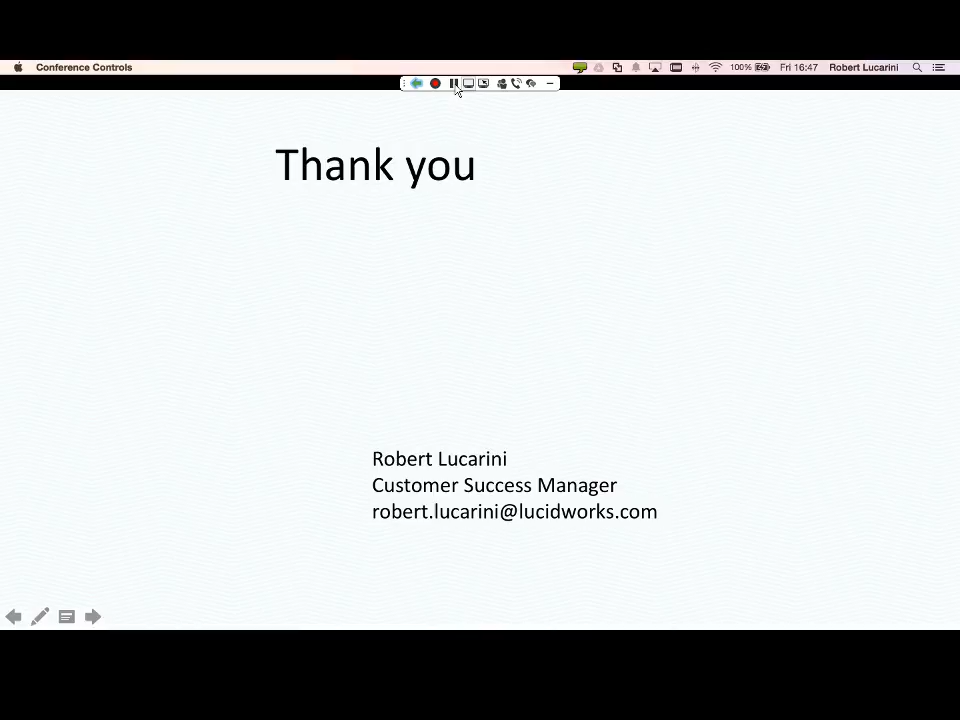 Conference Controls
100%
Fri 16:47
Robert Lucarini
Thank you
Robert Lucarini
Customer Success Manager
robert.lucarini@lucidworks.com